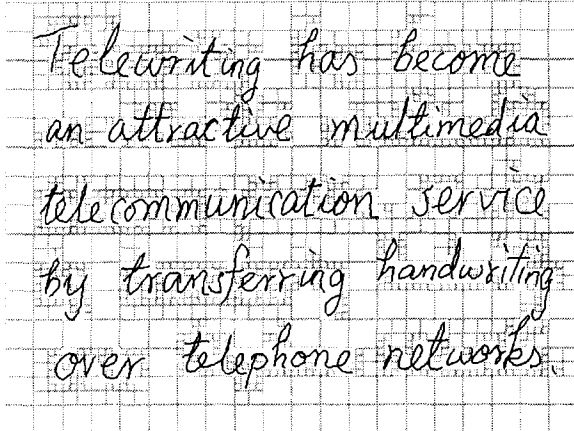 Telewriting has become
an attractive multimedia
telecommunication service
by transferring handwriting
over telephone networks.